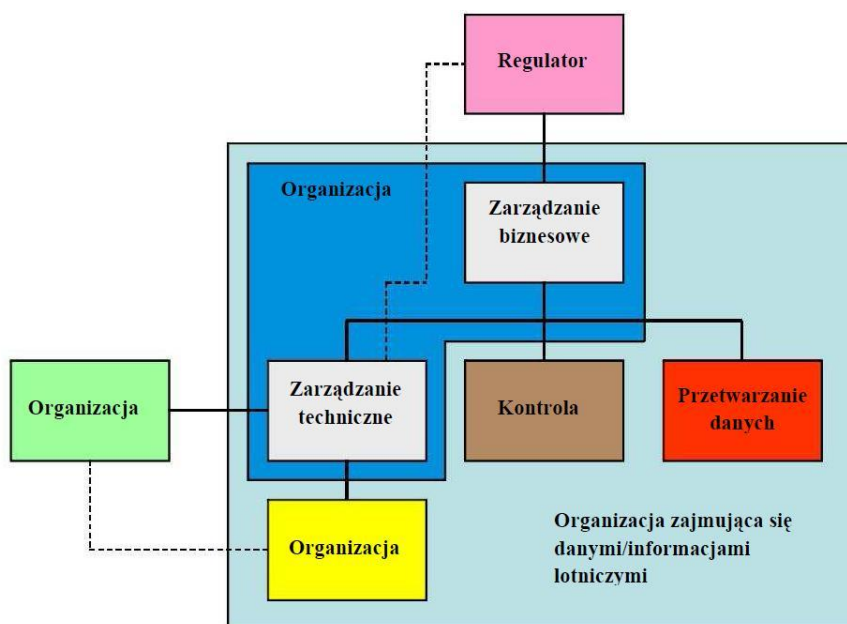 Regulator
Organizacja
Zarządzanie
biznesowe
Organizacja
Zarządzanie
techniczne
Kontrola
Przetwarzanie
danych
Organizacja
Organizacja zajmująca się
danymi/informacjami
lotniczymi